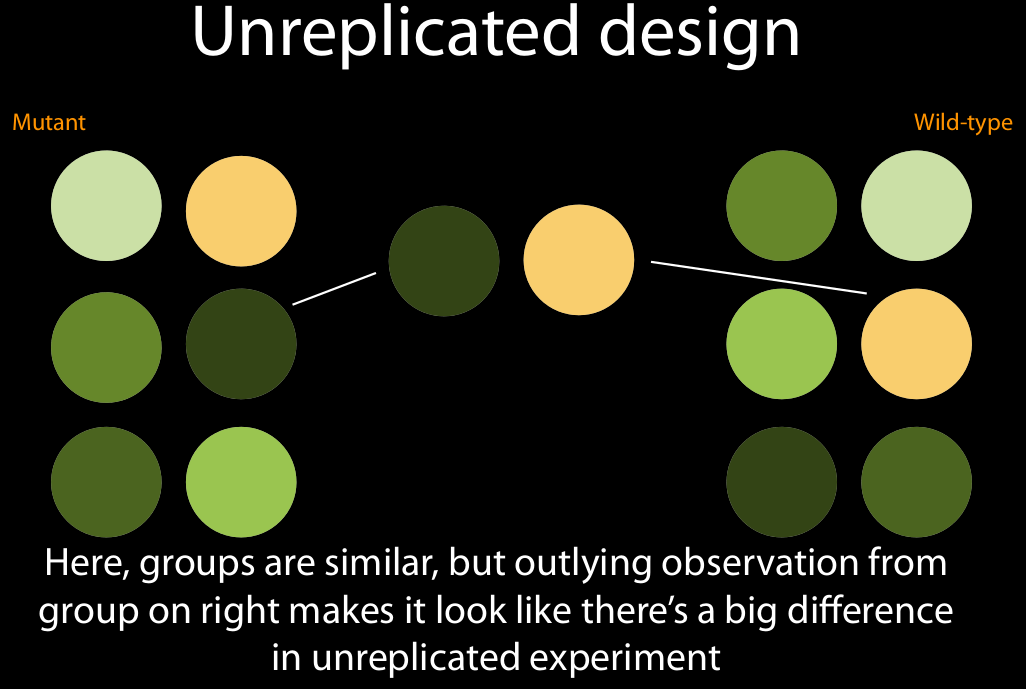 Unreplicated design
Mutant
Wild-type
Here, groups are similar, but outlying observation from
group on right makes it look like there’s a big difference
in unreplicated experiment